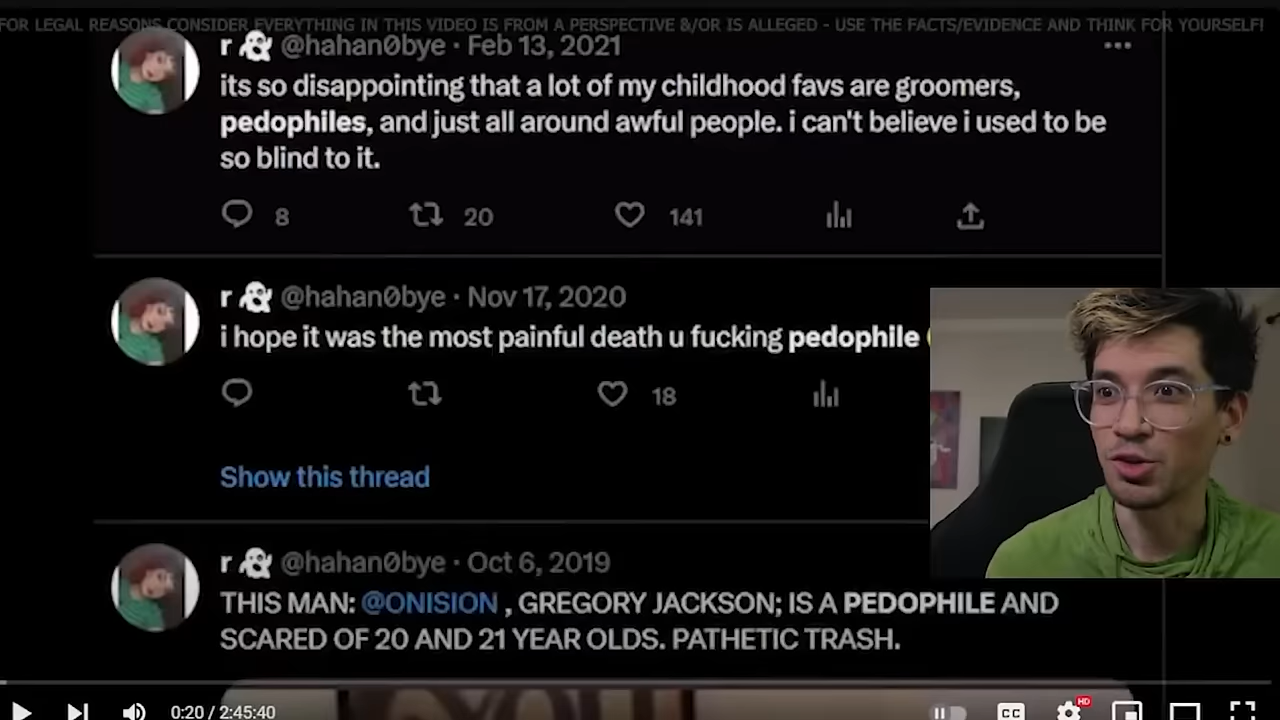 FOR LEGAL REASONS CONSIDER EVERYTHING IN THIS VIDEO IS FROM A PERSPECTIVE &/OR IS ALLEGED - USE THE FACTS/EVIDENCE AND THINK FOR YOURSELF!
r @hahan0bye · Feb 13, 2021
its so disappointing that a lot of my childhood favs are groomers,
pedophiles, and just all around awful people. i can't believe i used to be
so blind to it.
8 20 141
r @hahan0bye · Nov 17, 2020
i hope it was the most painful death u fucking pedophile
18
Show this thread
r @hahan0bye · Oct 6, 2019
THIS MAN: @ONISION , GREGORY JACKSON; IS A PEDOPHILE AND
SCARED OF 20 AND 21 YEAR OLDS. PATHETIC TRASH.
0:20 / 2:45:40
CC
HD